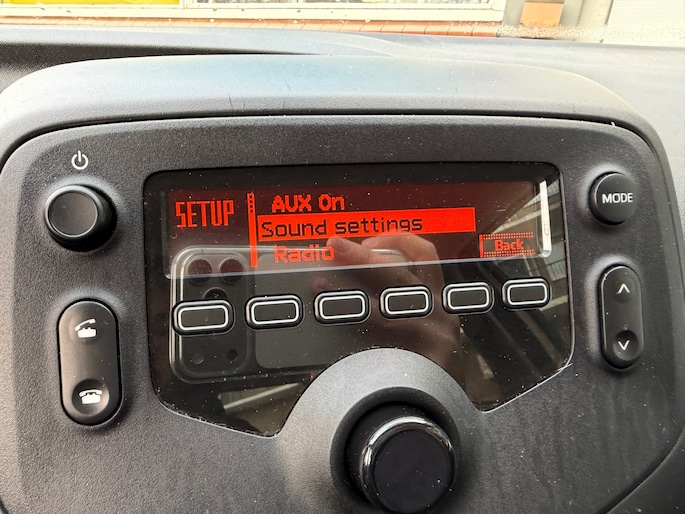 SETUP
AUX On
Sound settings
Radio
Back
MODE